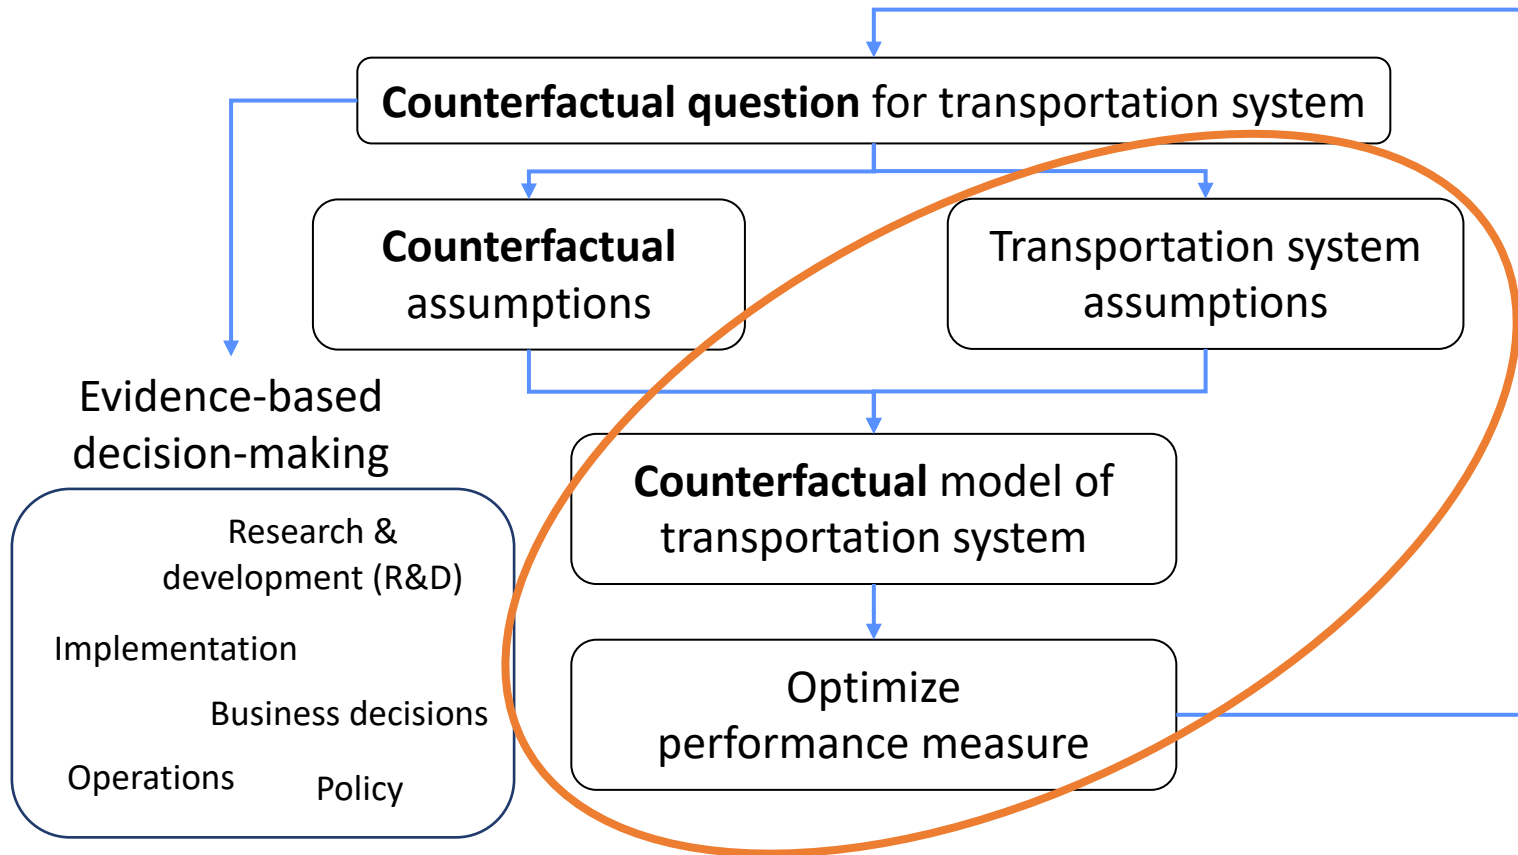 Counterfactual question for transportation system
Counterfactual
assumptions
Transportation system
assumptions
Evidence-based
decision-making
Counterfactual model of
transportation system
Research &
development (R&D)
Implementation
Business decisions
Operations
Policy
Optimize
performance measure